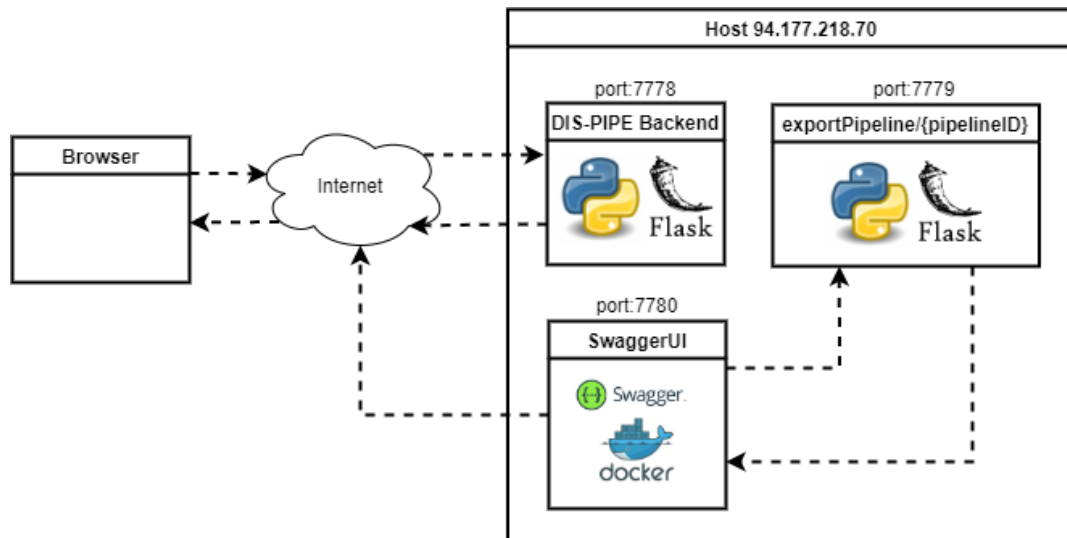 Host 94.177.218.70
port:7778
port:7779
DIS-PIPE Backend
exportPipeline/{pipelineID}
Browser
Internet
Flask
Flask
port:7780
SwaggerUI
{··} Swagger.
docker